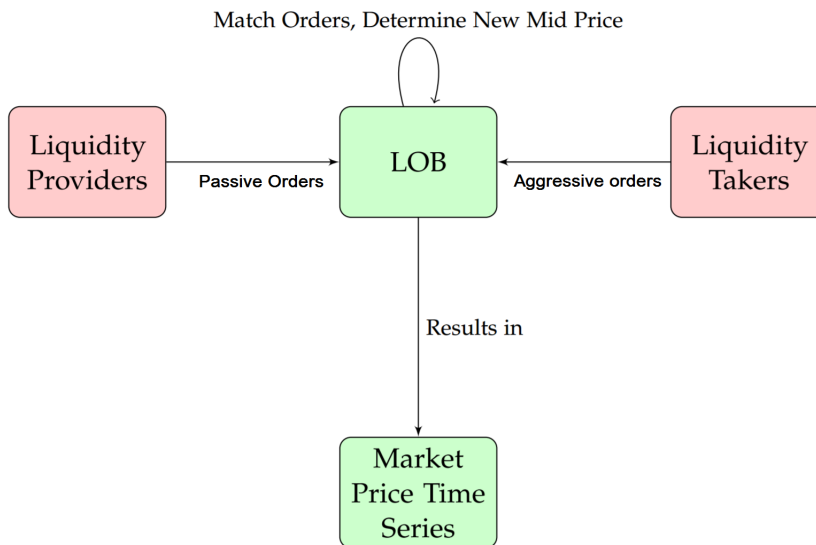 Match Orders, Determine New Mid Price
Liquidity
Providers
Passive Orders
LOB
Aggressive orders
Liquidity
Takers
Results in
Market
Price Time
Series